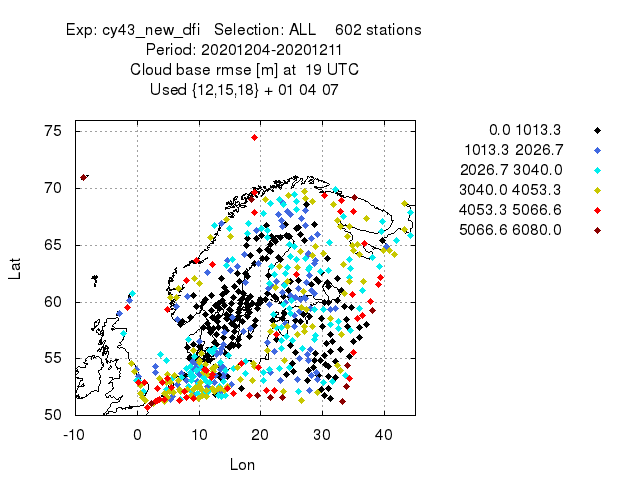 Exp: cy43_new_dfi Selection: ALL 602 stations
Period: 20201204-20201211
Cloud base rmse [m] at 19 UTC
Used {12,15,18} + 01 04 07
0.0 1013.3
1013.3 2026.7
2026.7 3040.0
3040.0 4053.3
4053.3 5066.6
5066.6 6080.0
75
70
65
60
55
50
Lat
-10 0 10 20 30 40
Lon